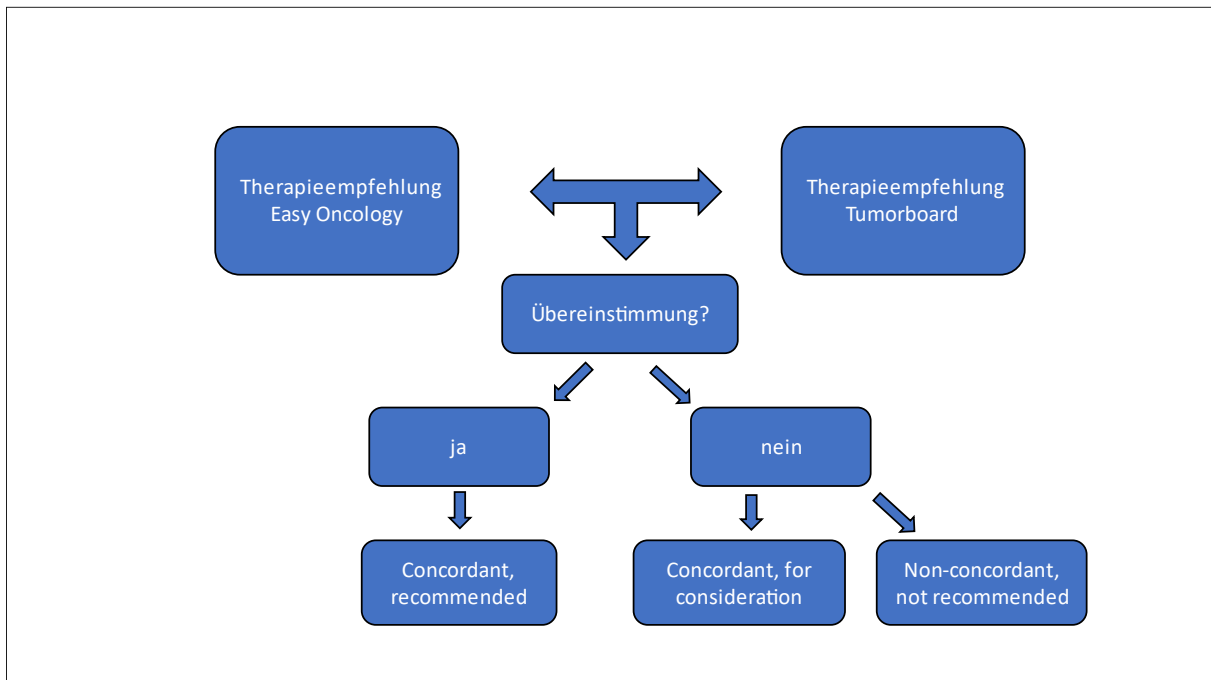 Therapieempfehlung
Easy Oncology
Therapieempfehlung
Tumorboard
Übereinstimmung?
ja
nein
Concordant,
recommended
Concordant, for
consideration
Non-concordant,
not recommended